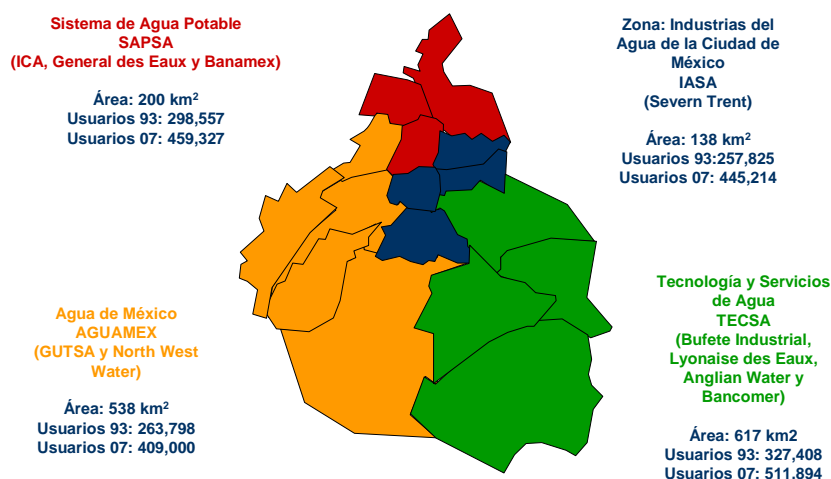 Sistema de Agua Potable
SAPSA
(ICA, General des Eaux y Banamex)
Área: 200 km²
Usuarios 93: 298,557
Usuarios 07: 459,327
Zona: Industrias del
Agua de la Ciudad de
México
IASA
(Severn Trent)
Área: 138 km²
Usuarios 93:257,825
Usuarios 07: 445,214
Agua de México
AGUAMEX
(GUTSA y North West
Water)
Área: 538 km²
Usuarios 93: 263,798
Usuarios 07: 409,000
Tecnología y Servicios
de Agua
TECSA
(Bufete Industrial,
Lyonaise des Eaux,
Anglian Water y
Bancomer)
Área: 617 km2
Usuarios 93: 327,408
Usuarios 07: 511,894